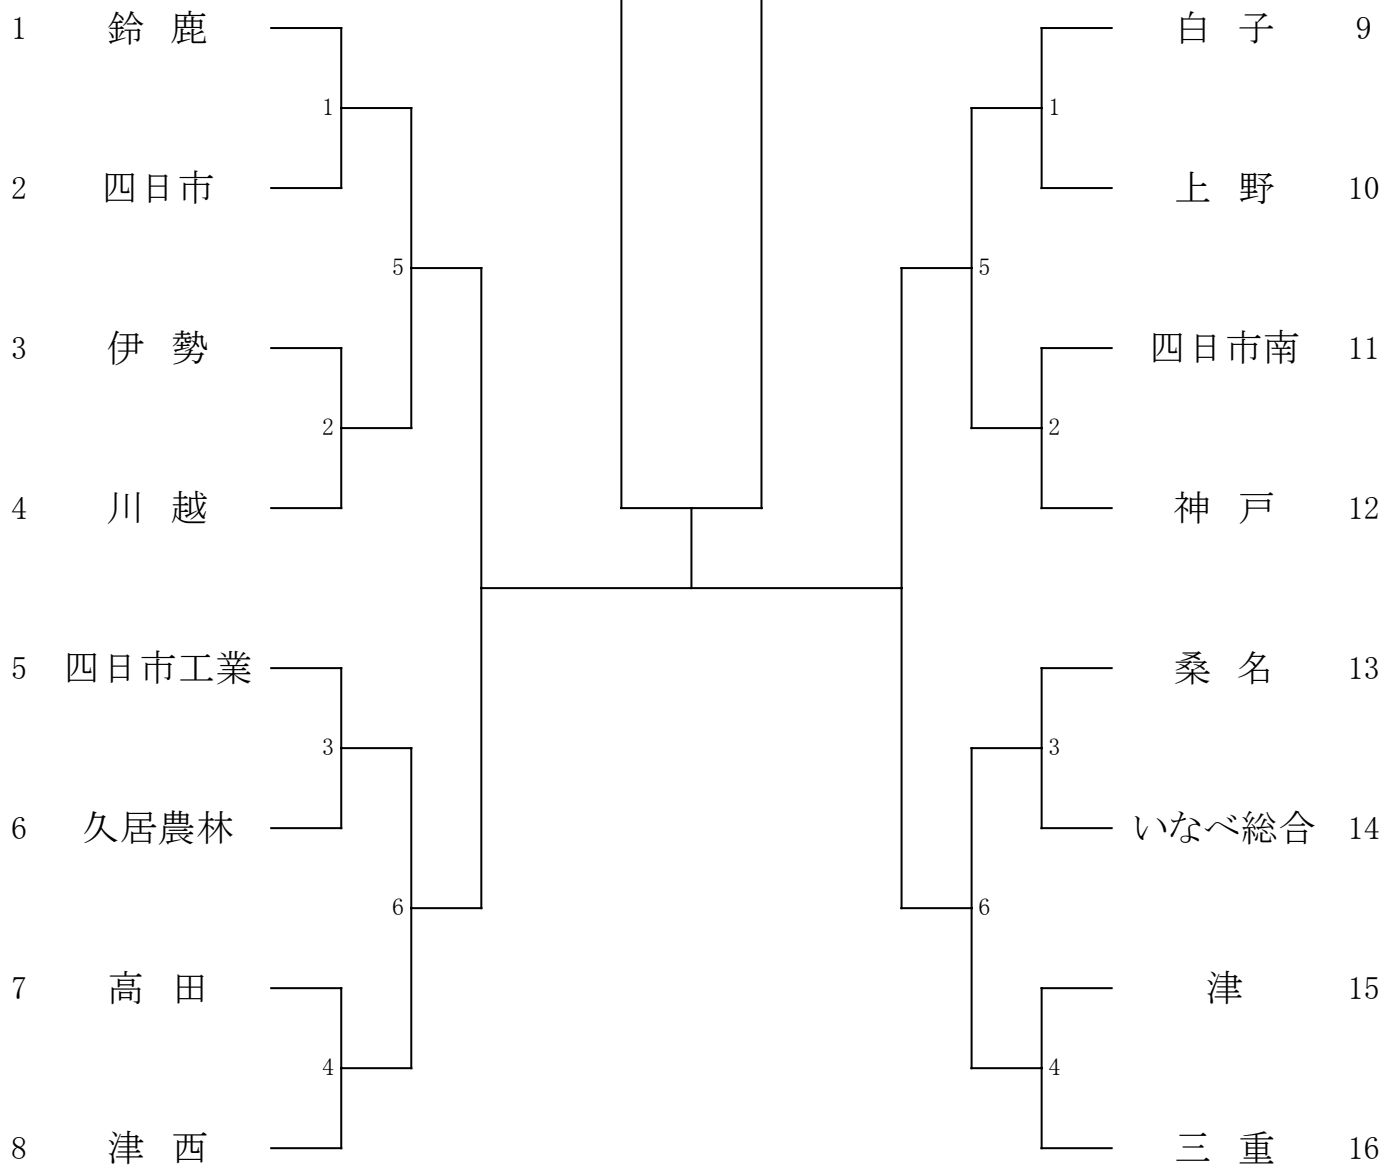 1 鈴 鹿
1
2 四日市
5
3 伊 勢
2
4 川 越
5 四日市工業
3
6 久居農林
6
7 高 田
4
8 津 西
白 子 9
1
上 野 10
5
四日市南 11
2
神 戸 12
桑 名 13
3
いなべ総合 14
6
津 15
4
三 重 16